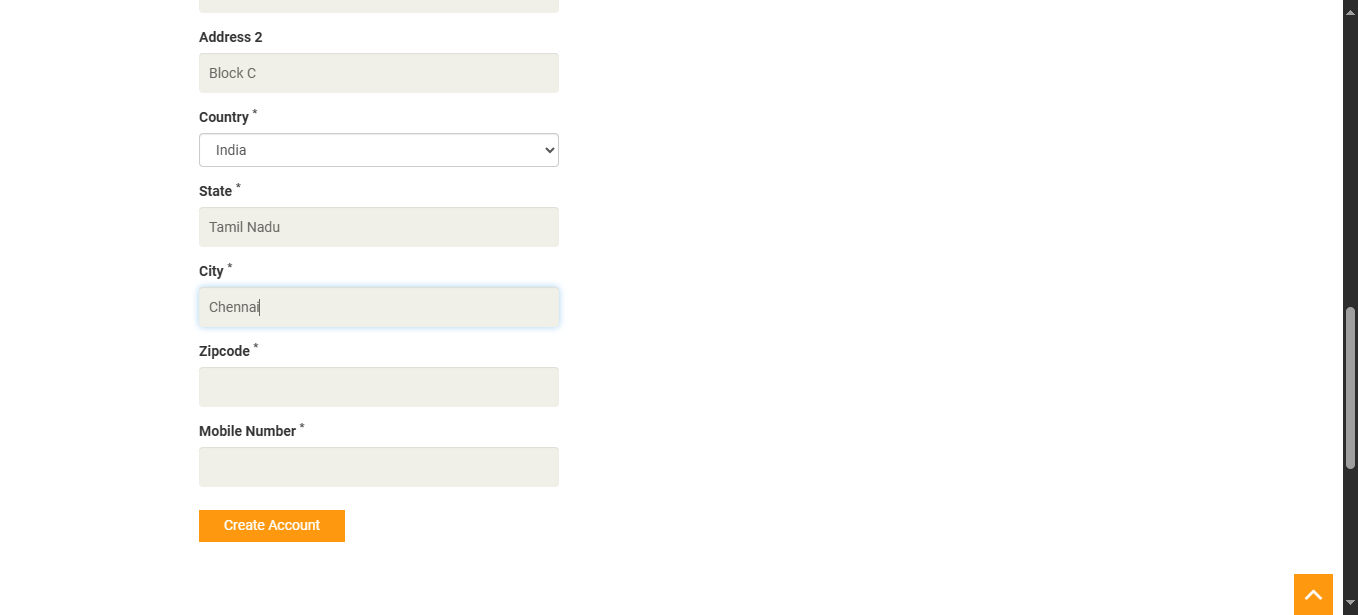 Address 2
Block C
Country *
India
State *
Tamil Nadu
City *
Chennai
Zipcode *
Mobile Number *
Create Account